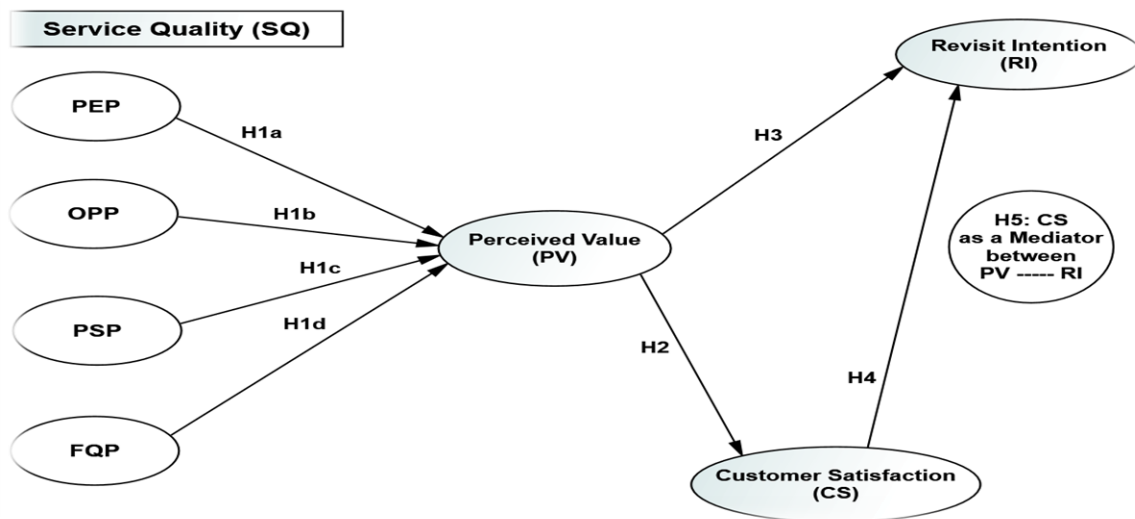 Service Quality (SQ)
Revisit Intention
(RI)
PEP
H1a
H3
OPP
H1b
H5: CS
as a Mediator
between
PV ----- RI
Perceived Value
(PV)
H1c
PSP
H1d
H2
H4
FQP
Customer Satisfaction
(CS)